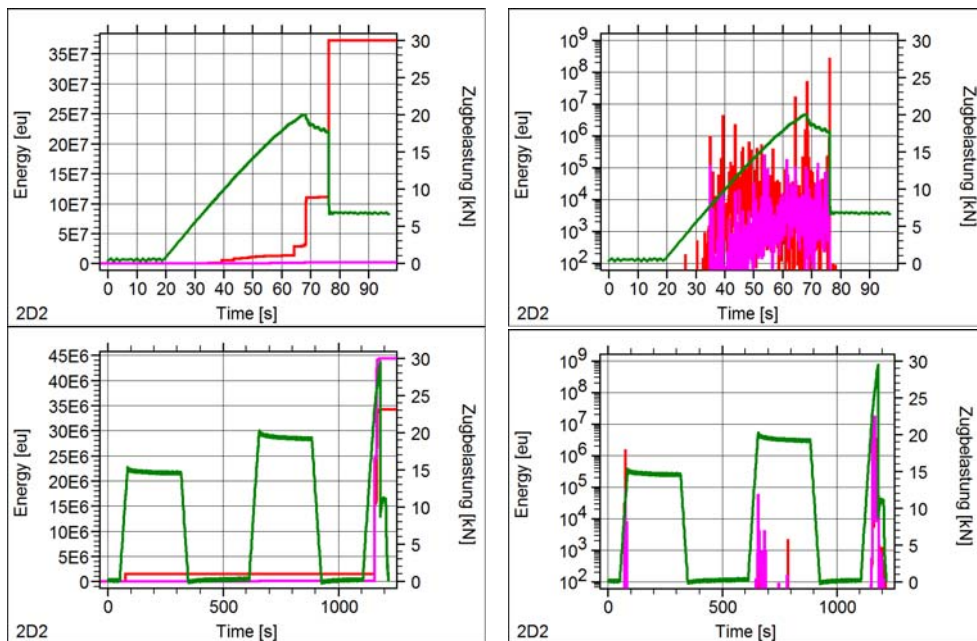 35E7
30E7
25E7
20E7
15E7
10E7
5E7
0
Energy [eu]
30
25
20
15
10
5
0
Zugbelastung [kN]
0 10 20 30 40 50 60 70 80 90
2D2 Time [s]
10⁹
10⁸
10⁷
10⁶
10⁵
10⁴
10³
10²
Energy [eu]
30
25
20
15
10
5
0
Zugbelastung [kN]
0 10 20 30 40 50 60 70 80 90
2D2 Time [s]
45E6
40E6
35E6
30E6
25E6
20E6
15E6
10E6
5E6
0
Energy [eu]
30
25
20
15
10
5
0
Zugbelastung [kN]
0 500 1000
2D2 Time [s]
10⁹
10⁸
10⁷
10⁶
10⁵
10⁴
10³
10²
Energy [eu]
30
25
20
15
10
5
0
Zugbelastung [kN]
0 500 1000
2D2 Time [s]